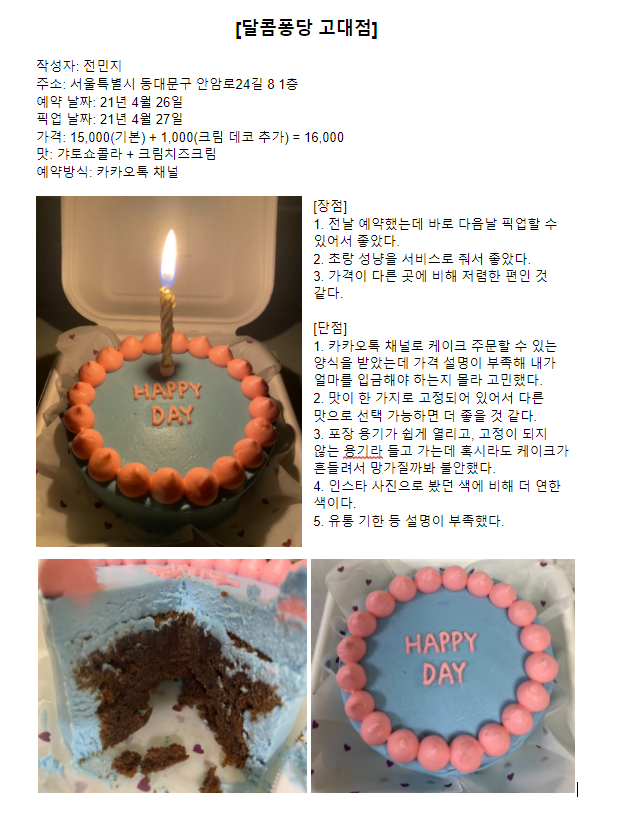 [달콤퐁당 고대점]
작성자: 전민지
주소: 서울특별시 동대문구 안암로24길 8 1층
예약 날짜: 21년 4월 26일
픽업 날짜: 21년 4월 27일
가격: 15,000(기본) + 1,000(크림 데코 추가) = 16,000
맛: 갸토쇼콜라 + 크림치즈크림
예약방식: 카카오톡 채널
HAPPY
DAY
[장점]
1. 전날 예약했는데 바로 다음날 픽업할 수
있어서 좋았다.
2. 초랑 성냥을 서비스로 줘서 좋았다.
3. 가격이 다른 곳에 비해 저렴한 편인 것
같다.
[단점]
1. 카카오톡 채널로 케이크 주문할 수 있는
양식을 받았는데 가격 설명이 부족해 내가
얼마를 입금해야 하는지 몰라 고민했다.
2. 맛이 한 가지로 고정되어 있어서 다른
맛으로 선택 가능하면 더 좋을 것 같다.
3. 포장 용기가 쉽게 열리고, 고정이 되지
않는 용기라 들고 가는데 혹시라도 케이크가
흔들려서 망가질까봐 불안했다.
4. 인스타 사진으로 봤던 색에 비해 더 연한
색이다.
5. 유통 기한 등 설명이 부족했다.
HAPPY
DAY